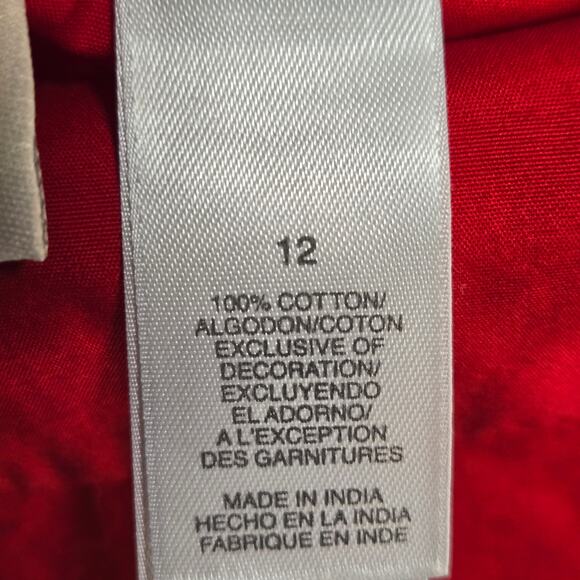 12
100% COTTON/
ALGODON/COTON
EXCLUSIVE OF
DECORATION/
EXCLUYENDO
EL ADORNO/
A L'EXCEPTION
DES GARNITURES
MADE IN INDIA
HECHO EN LA INDIA
FABRIQUE EN INDE